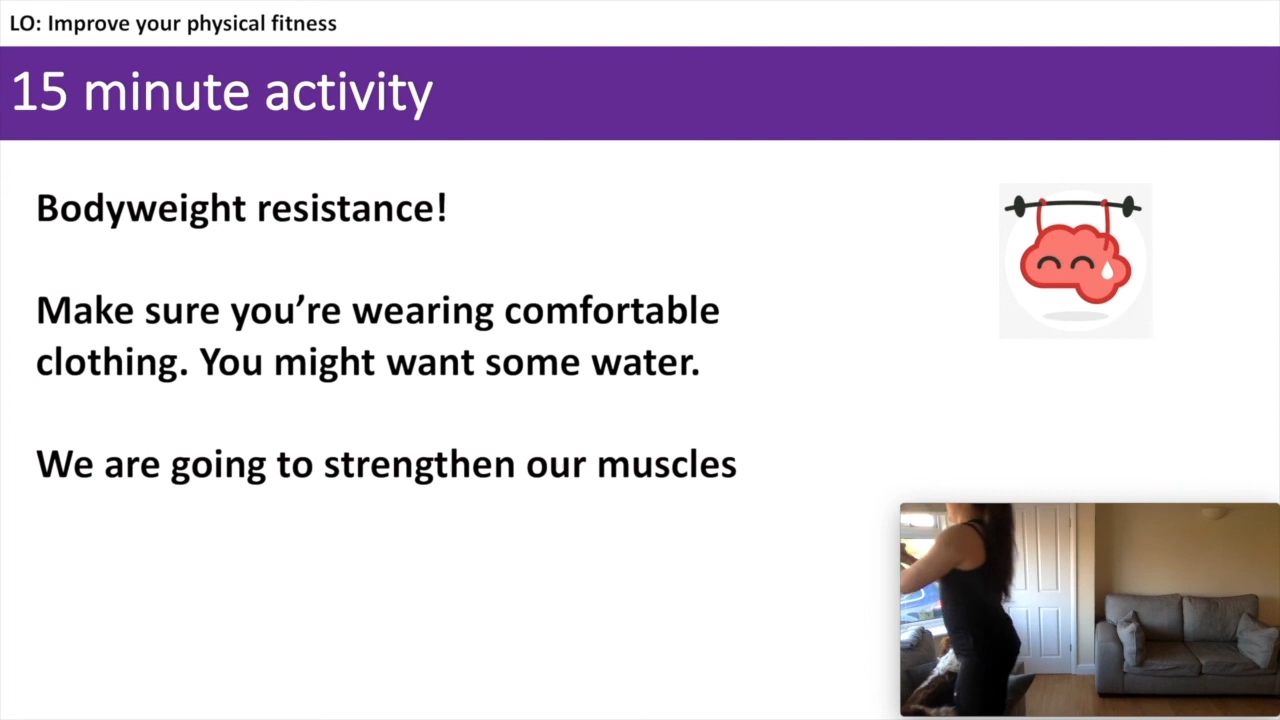 LO: Improve your physical fitness
15 minute activity
Bodyweight resistance!
Make sure you’re wearing comfortable
clothing. You might want some water.
We are going to strengthen our muscles